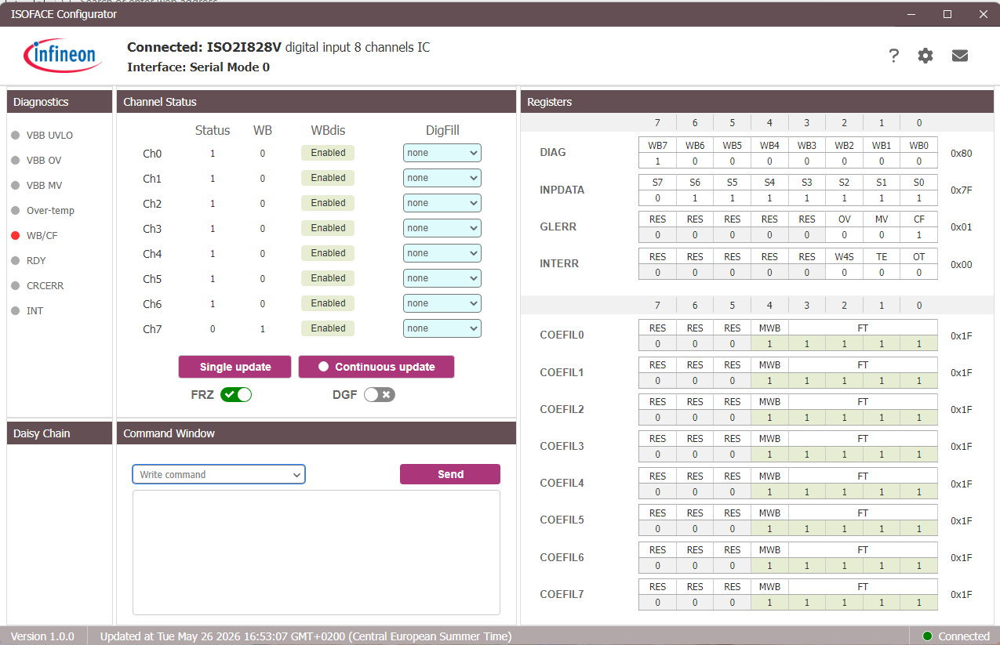 Search or enter web address
ISOFACE Configurator
infineon
Connected: ISO2I828V digital input 8 channels IC
Interface: Serial Mode 0
?
Diagnostics
VBB UVLO
VBB OV
VBB MV
Over-temp
WB/CF
RDY
CRCERR
INT
Channel Status
Status WB WBdis DigFill
Ch0 1 0 Enabled none
Ch1 1 0 Enabled none
Ch2 1 0 Enabled none
Ch3 1 0 Enabled none
Ch4 1 0 Enabled none
Ch5 1 0 Enabled none
Ch6 1 0 Enabled none
Ch7 0 1 Enabled none
Single update Continuous update
FRZ DGF
Registers
7 6 5 4 3 2 1 0
WB7 WB6 WB5 WB4 WB3 WB2 WB1 WB0
DIAG 0x80
1 0 0 0 0 0 0 0
S7 S6 S5 S4 S3 S2 S1 S0
INPDATA 0x7F
0 1 1 1 1 1 1 1
RES RES RES RES RES OV MV CF
GLERR 0x01
0 0 0 0 0 0 0 1
RES RES RES RES RES W4S TE OT
INTERR 0x00
0 0 0 0 0 0 0 0
7 6 5 4 3 2 1 0
RES RES RES MWB FT
COEFIL0 0x1F
0 0 0 1 1 1 1 1
RES RES RES MWB FT
COEFIL1 0x1F
0 0 0 1 1 1 1 1
RES RES RES MWB FT
COEFIL2 0x1F
0 0 0 1 1 1 1 1
RES RES RES MWB FT
COEFIL3 0x1F
0 0 0 1 1 1 1 1
RES RES RES MWB FT
COEFIL4 0x1F
0 0 0 1 1 1 1 1
RES RES RES MWB FT
COEFIL5 0x1F
0 0 0 1 1 1 1 1
RES RES RES MWB FT
COEFIL6 0x1F
0 0 0 1 1 1 1 1
RES RES RES MWB FT
COEFIL7 0x1F
0 0 0 1 1 1 1 1
Daisy Chain
Command Window
Write command
Send
Version 1.0.0
Updated at Tue May 26 2026 16:53:07 GMT+0200 (Central European Summer Time)
Connected